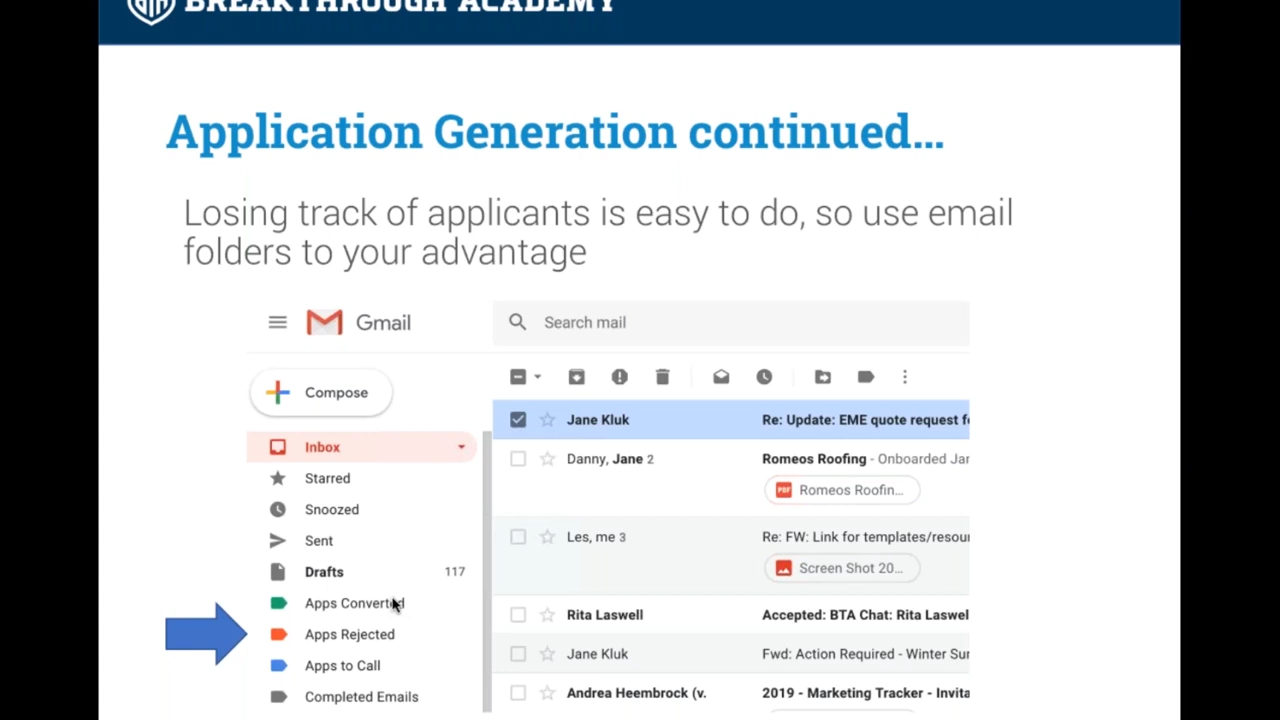 BREAKTHROUGH ACADEMY
Application Generation continued...
Losing track of applicants is easy to do, so use email
folders to your advantage
Gmail
Search mail
Compose
Inbox
Starred
Snoozed
Sent
Drafts 117
Apps Converted
Apps Rejected
Apps to Call
Completed Emails
Jane Kluk Re: Update: EME quote request f
Danny, Jane 2 Romeos Roofing - Onboarded Jar
PDF Romeos Roofin...
Les, me 3 Re: FW: Link for templates/resou
Screen Shot 20...
Rita Laswell Accepted: BTA Chat: Rita Laswel
Jane Kluk Fwd: Action Required - Winter Sur
Andrea Heembrock (v. 2019 - Marketing Tracker - Invita